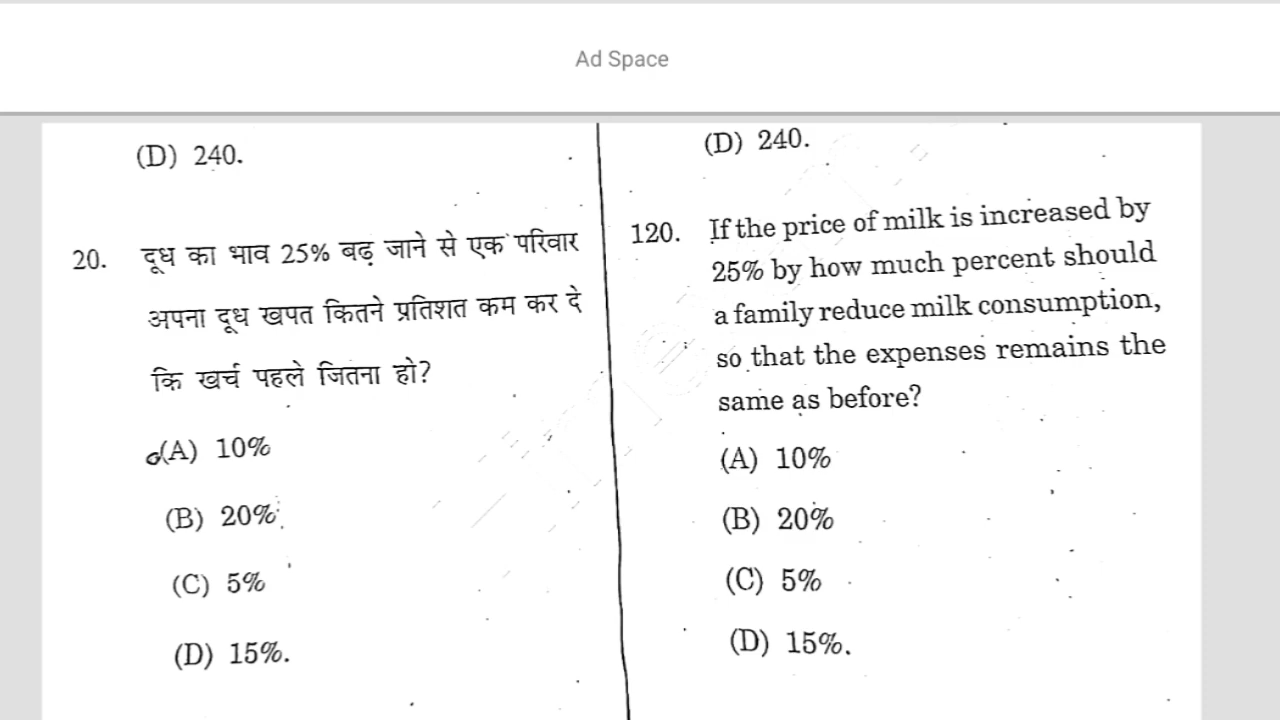 Ad Space
(D) 240.
20. दूध का भाव 25% बढ़ जाने से एक परिवार
अपना दूध खपत कितने प्रतिशत कम कर दे
कि खर्च पहले जितना हो?
(A) 10%
(B) 20%
(C) 5%
(D) 15%.
(D) 240.
120. If the price of milk is increased by
25% by how much percent should
a family reduce milk consumption,
so that the expenses remains the
same as before?
(A) 10%
(B) 20%
(C) 5%
(D) 15%.